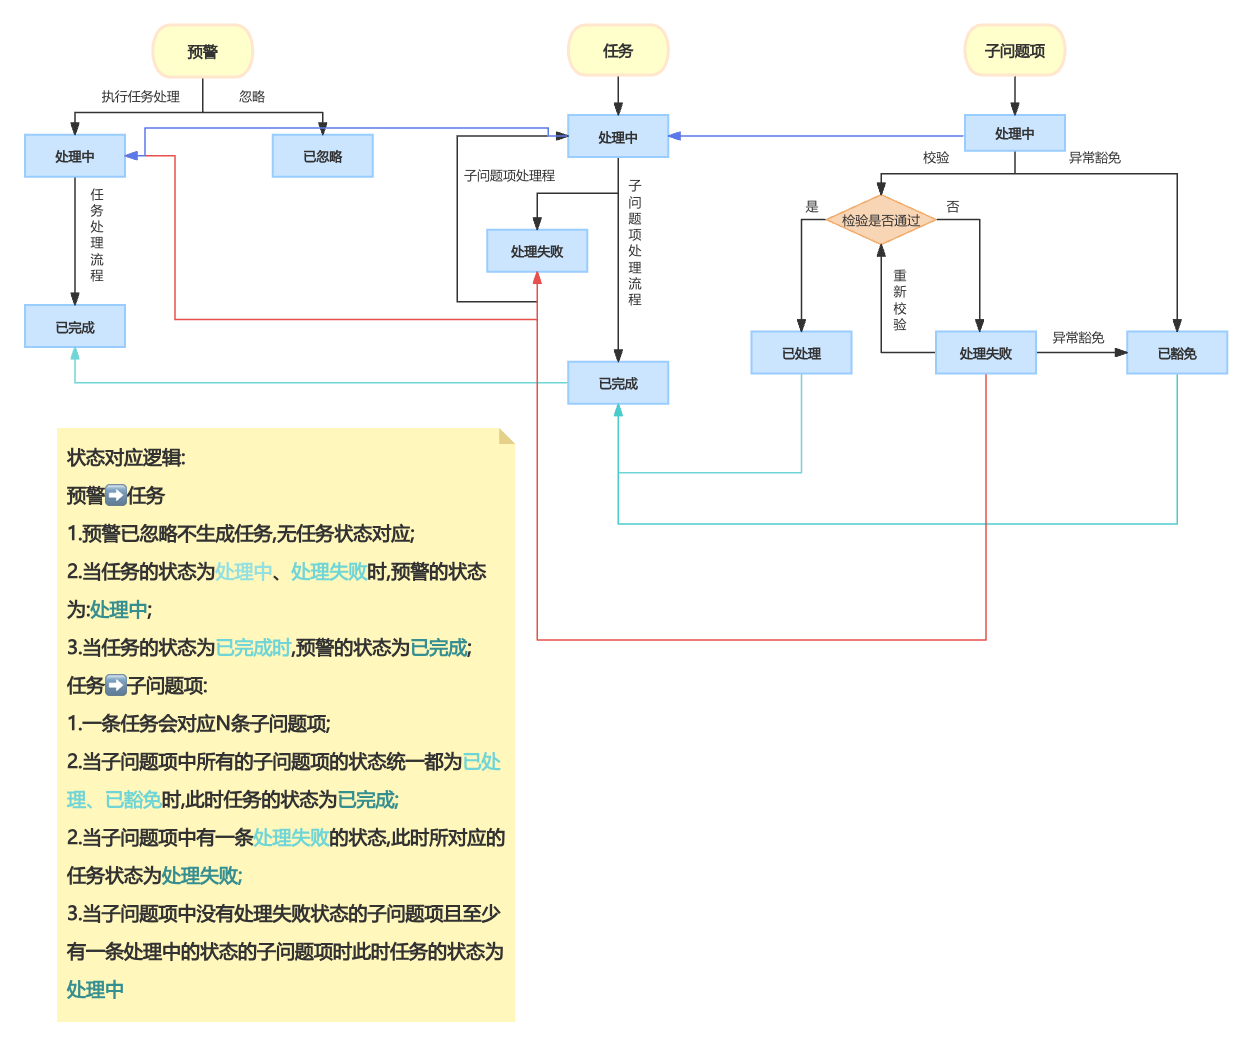 预警
任务
子问题项
执行任务处理
忽略
处理中
已忽略
处理中
处理中
子问题项处理程
校验
异常豁免
任务处理流程
子问题项处理流程
是
检验是否通过
否
处理失败
重新校验
已完成
已处理
处理失败
异常豁免
已豁免
已完成
状态对应逻辑:
预警➡️任务
1.预警已忽略不生成任务,无任务状态对应;
2.当任务的状态为处理中、处理失败时,预警的状态
为:处理中;
3.当任务的状态为已完成时,预警的状态为已完成;
任务➡️子问题项:
1.一条任务会对应N条子问题项;
2.当子问题项中所有的子问题项的状态统一都为已处
理、已豁免时,此时任务的状态为已完成;
2.当子问题项中有一条处理失败的状态,此时所对应的
任务状态为处理失败;
3.当子问题项中没有处理失败状态的子问题项且至少
有一条处理中的状态的子问题项时此时任务的状态为
处理中